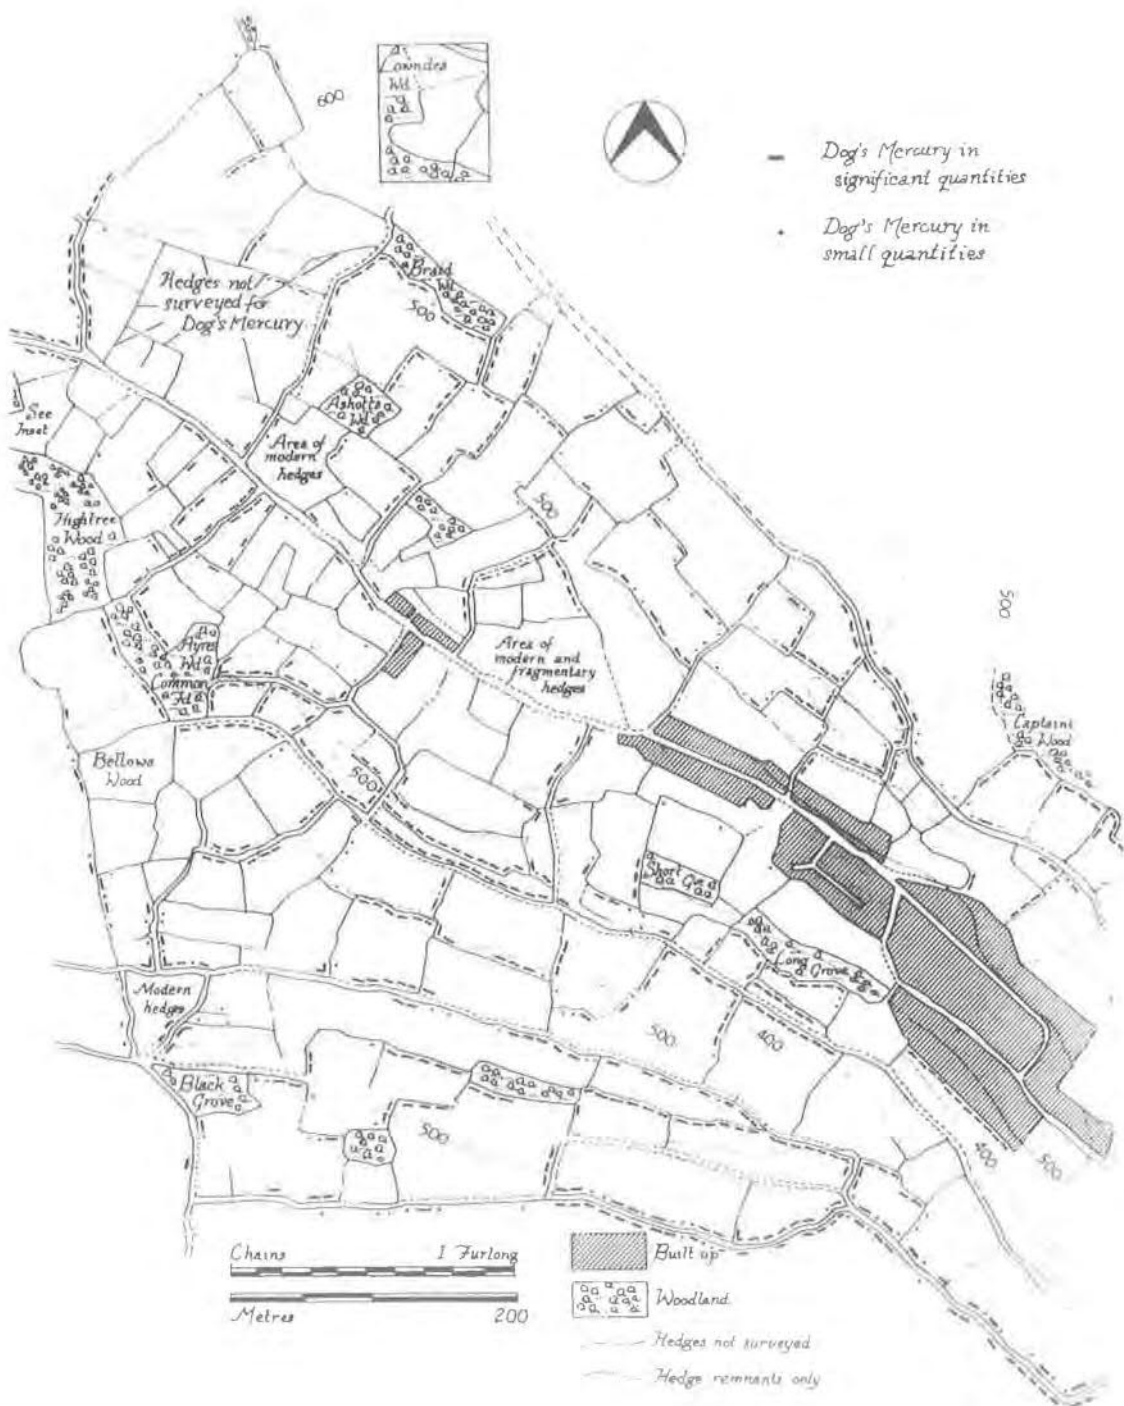 Lowndes
Wd
600
Dog's Mercury in
significant quantities
Dog's Mercury in
small quantities
Hedges not
surveyed for
Dog's Mercury
Braid
Wd
500
See
Inset
Ashotts
Wd
Area of
modern
hedges
500
Hightree
Wood
500
Ayres
Wd
Common
Fd
Area of
modern and
fragmentary
hedges
Captains
Wood
Bellows
Wood
500
Short Gve
Long
Grove
Modern
hedges
500
400
Black
Grove
500
400
500
Chains
1 Furlong
Metres
200
Built up
Woodland
Hedges not surveyed
Hedge remnants only